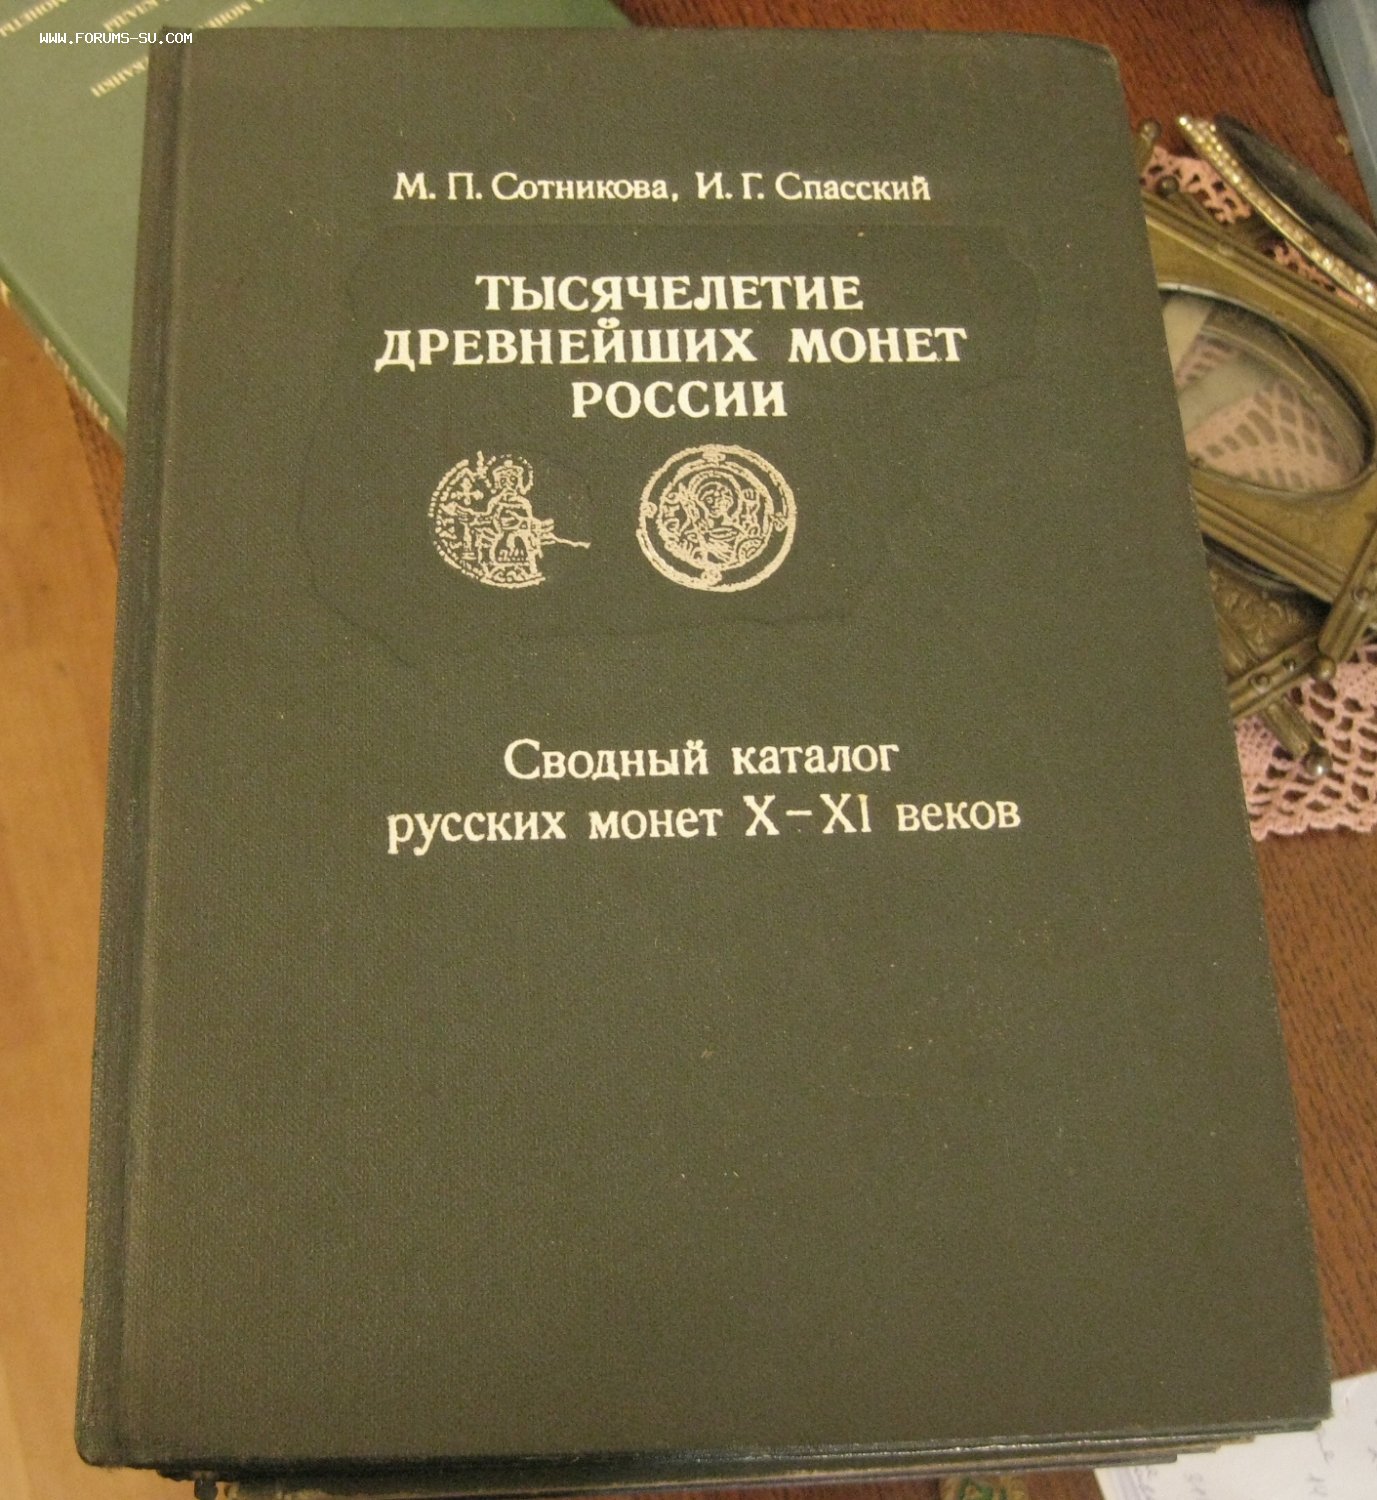 WWW.FORUMS-SU.COM
М. П. Сотникова, И. Г. Спасский
ТЫСЯЧЕЛЕТИЕ
ДРЕВНЕЙШИХ МОНЕТ
РОССИИ
Сводный каталог
русских монет X–XI веков